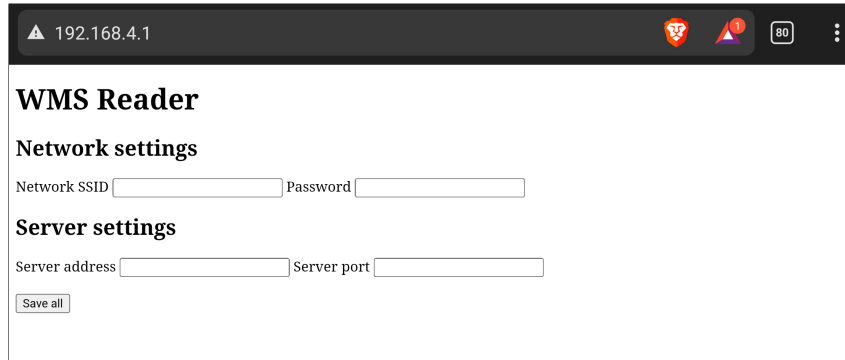 192.168.4.1 1 80
WMS Reader
Network settings
Network SSID Password
Server settings
Server address Server port
Save all